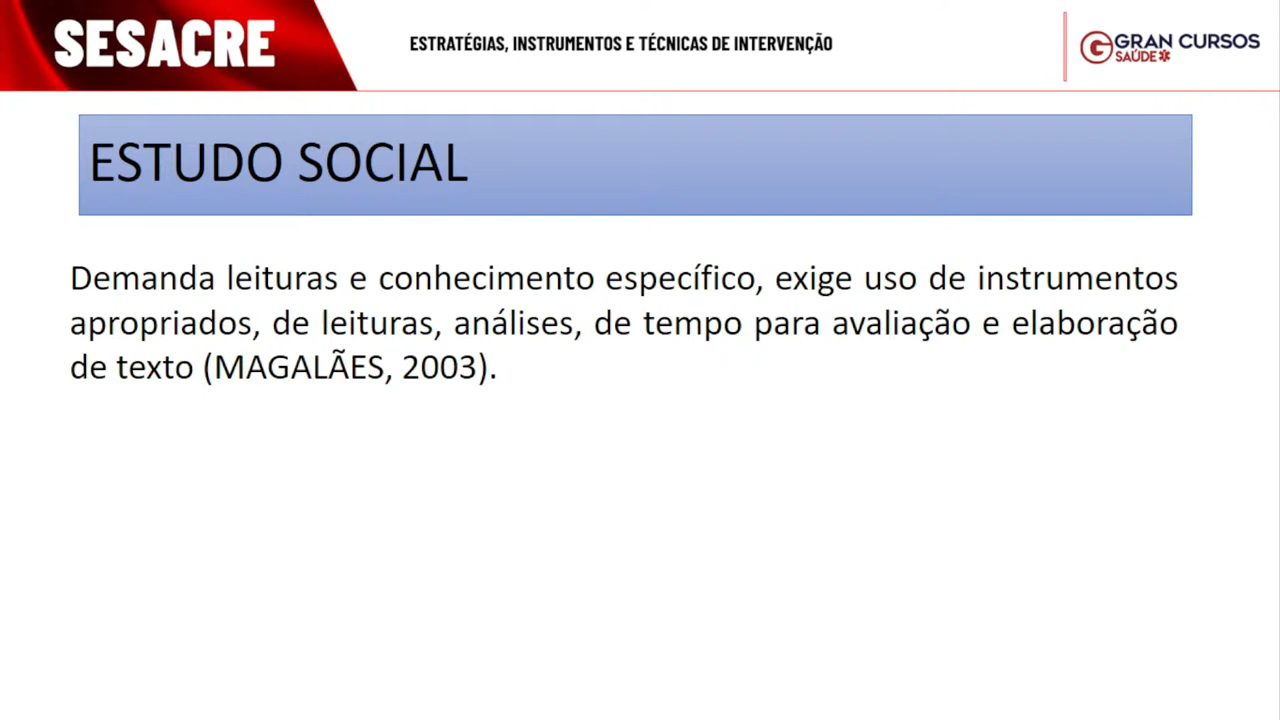 SESACRE
ESTRATÉGIAS, INSTRUMENTOS E TÉCNICAS DE INTERVENÇÃO
GRAN CURSOS
SAÚDE
ESTUDO SOCIAL
Demanda leituras e conhecimento específico, exige uso de instrumentos
apropriados, de leituras, análises, de tempo para avaliação e elaboração
de texto (MAGALÃES, 2003).